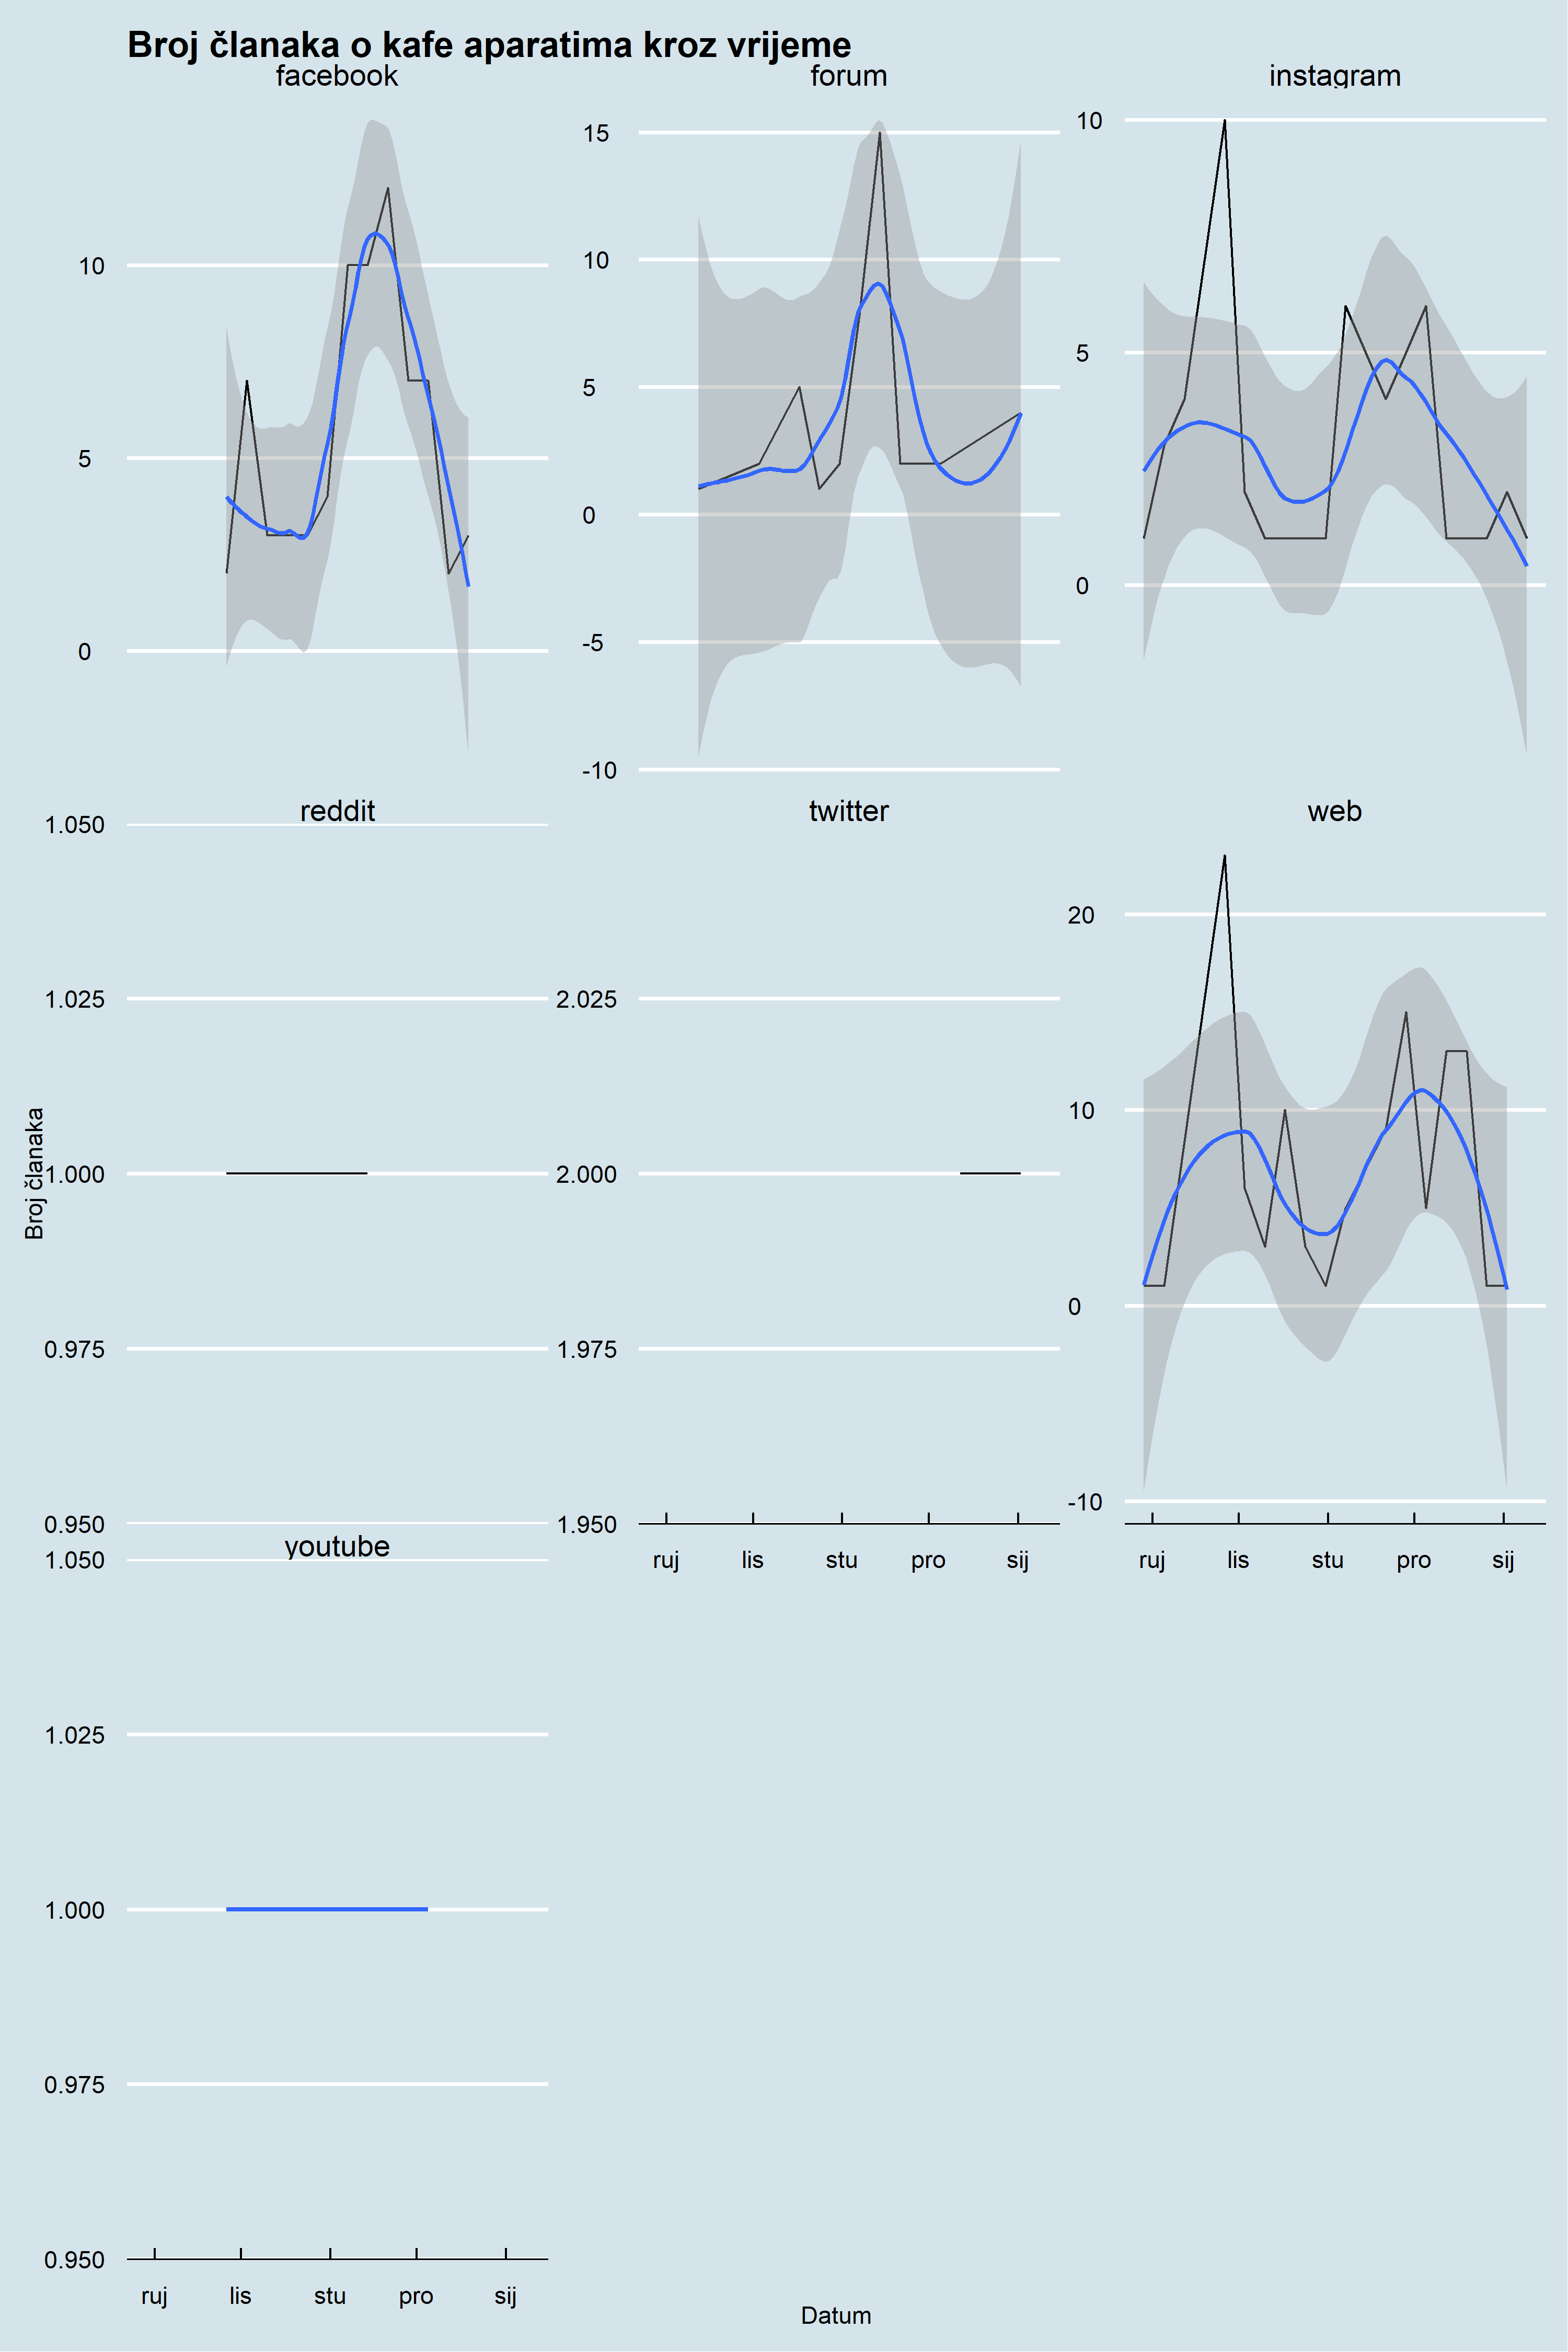 Broj članaka o kafe aparatima kroz vrijeme
facebook
forum
instagram
10
5
0
15
10
5
0
-5
-10
10
5
0
reddit
twitter
web
1.050
1.025
1.000
0.975
0.950
2.025
2.000
1.975
1.950
20
10
0
-10
ruj lis stu pro sij
ruj lis stu pro sij
youtube
1.050
1.025
1.000
0.975
0.950
ruj lis stu pro sij
Broj članaka
Datum